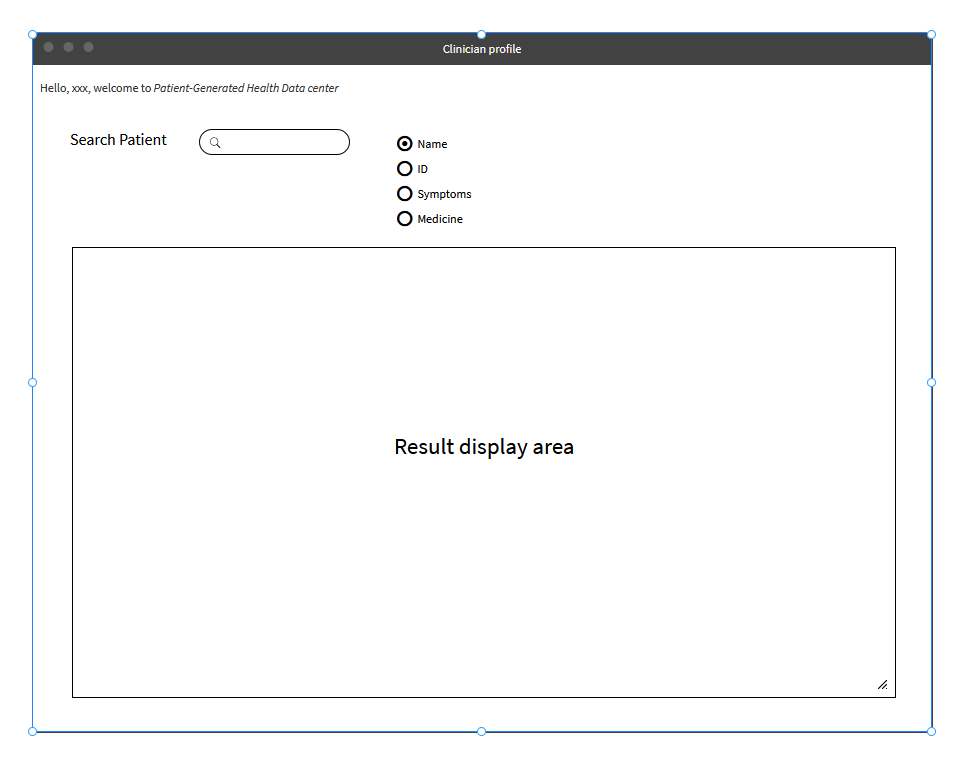 Clinician profile
Hello, xxx, welcome to Patient-Generated Health Data center
Search Patient
Name
ID
Symptoms
Medicine
Result display area